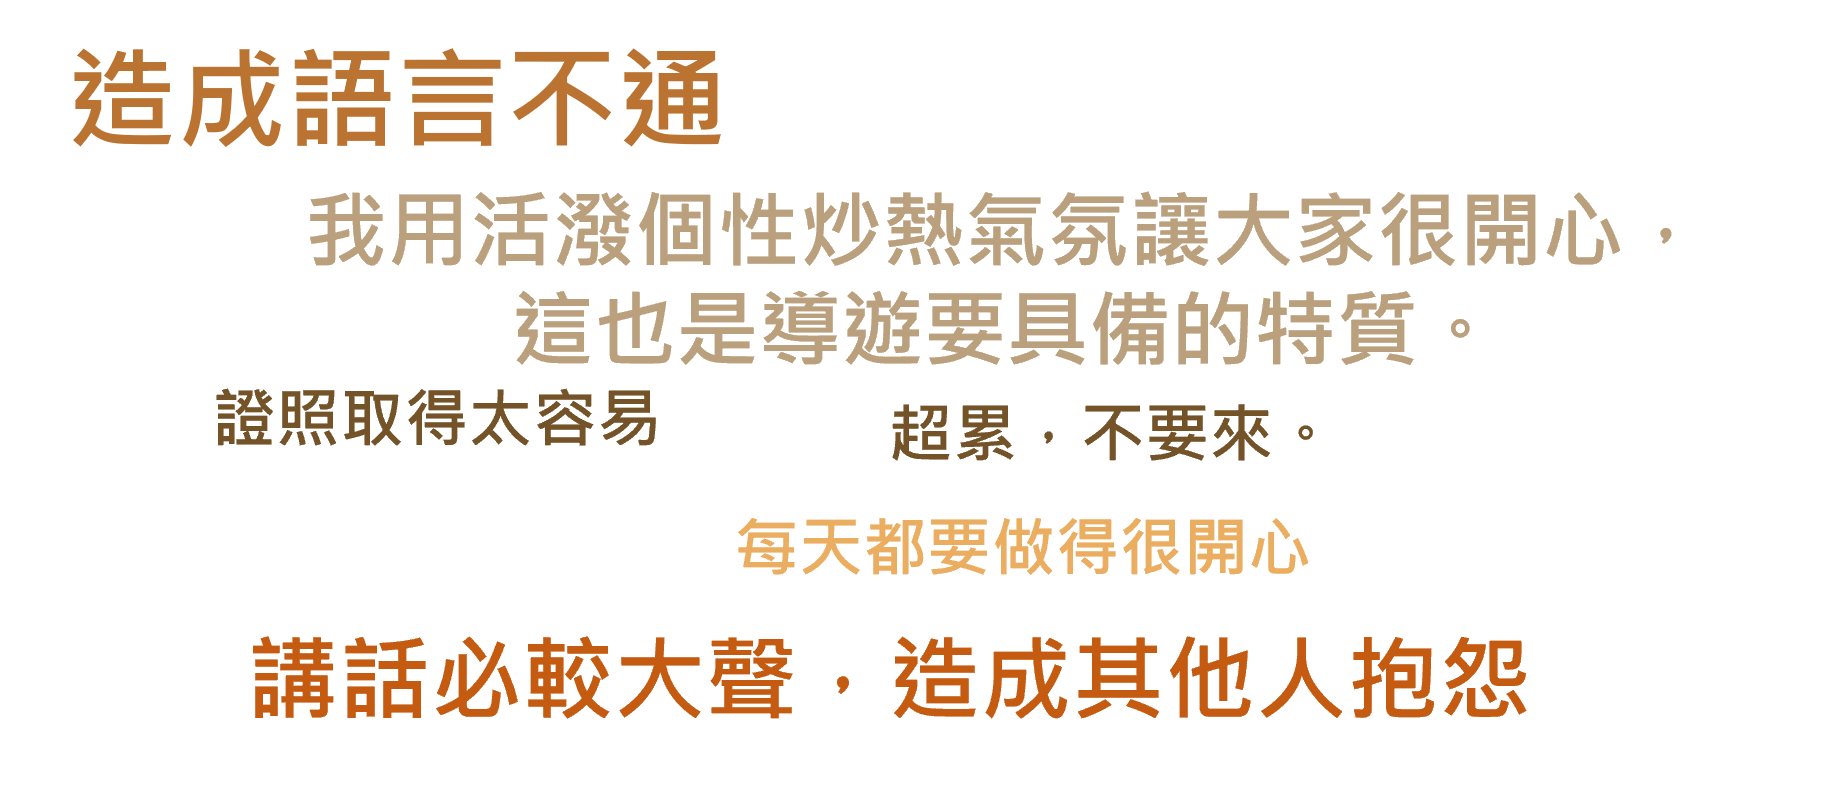 造成語言不通
我用活潑個性炒熱氣氛讓大家很開心，
這也是導遊要具備的特質。
證照取得太容易
超累，不要來。
每天都要做得很開心
講話必較大聲，造成其他人抱怨